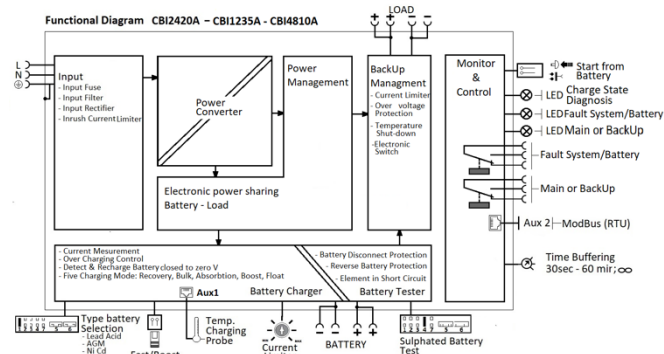 Functional Diagram CBI2420A – CBI1235A - CBI4810A
LOAD
+ + - -
L
N
Input
- Input Fuse
- Input Filter
- Input Rectifier
- Inrush Current Limiter
Power
Converter
Power
Management
BackUp
Managment
- Current Limiter
- Over voltage
Protection
- Temperature
Shut-down
-Electronic
Switch
Electronic power sharing
Battery - Load
Monitor
&
Control
Start from
Battery
LED Charge State
Diagnosis
LED Fault System/Battery
LED Main or BackUp
Fault System/Battery
Main or BackUp
Aux 2 ModBus (RTU)
Time Buffering
30sec - 60 mir; ∞
- Current Mesurement
- Over Charging Control
- Detect & Recharge Battery closed to zero V
- Five Charging Mode: Recovery, Bulk, Absorbtion, Boost, Float
Aux1
Battery Charger
- Battery Disconnect Protection
- Reverse Battery Protection
- Element in Short Circuit
Battery Tester
Type battery
Selection
- Lead Acid
- AGM
- Ni Cd
Temp.
Charging
Probe
Current
- - + +
BATTERY
Sulphated Battery
Test